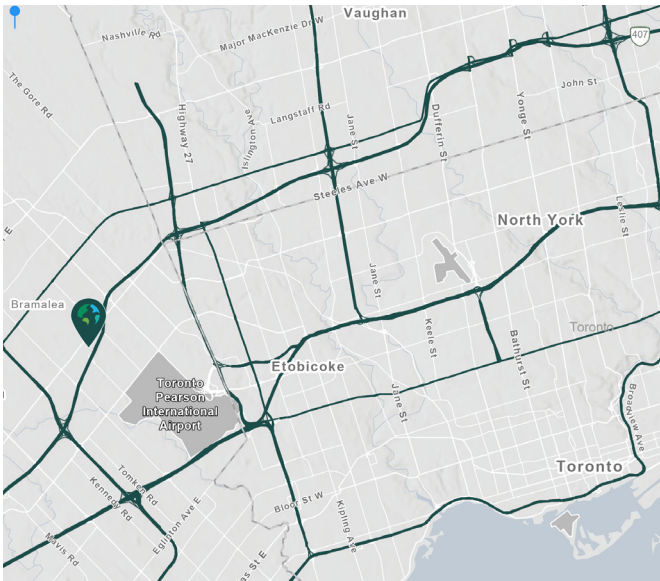 Vaughan
Nashville Rd
Major MacKenzie Dr W
407
The Gore Rd
John St
Highway 27
Islington Ave
Langstaff Rd
Jane St
Dufferin St
Yonge St
Steeles Ave W
Leslie St
North York
E
Bramalea
Jane St
Keele St
Bathurst St
Toronto
Etobicoke
Toronto
Pearson
International
Airport
Jane St
Broadview Ave
Toronto
Tomken Rd
Kennedy Rd
Bloor St W
Kipling Ave
Eglinton Ave E
Mavis Rd
as St E